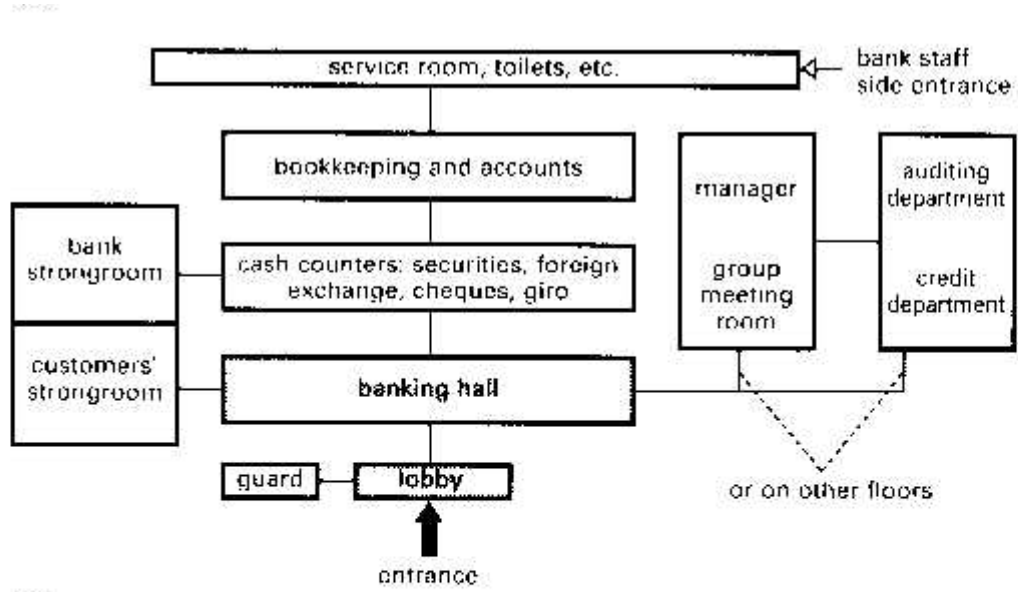 service room, toilets, etc.
bank staff
side entrance
bookkeeping and accounts
manager
group
meeting
room
auditing
department
credit
department
bank
strongroom
cash counters: securities, foreign
exchange, cheques, giro
customers'
strongroom
banking hall
guard
lobby
or on other floors
entrance